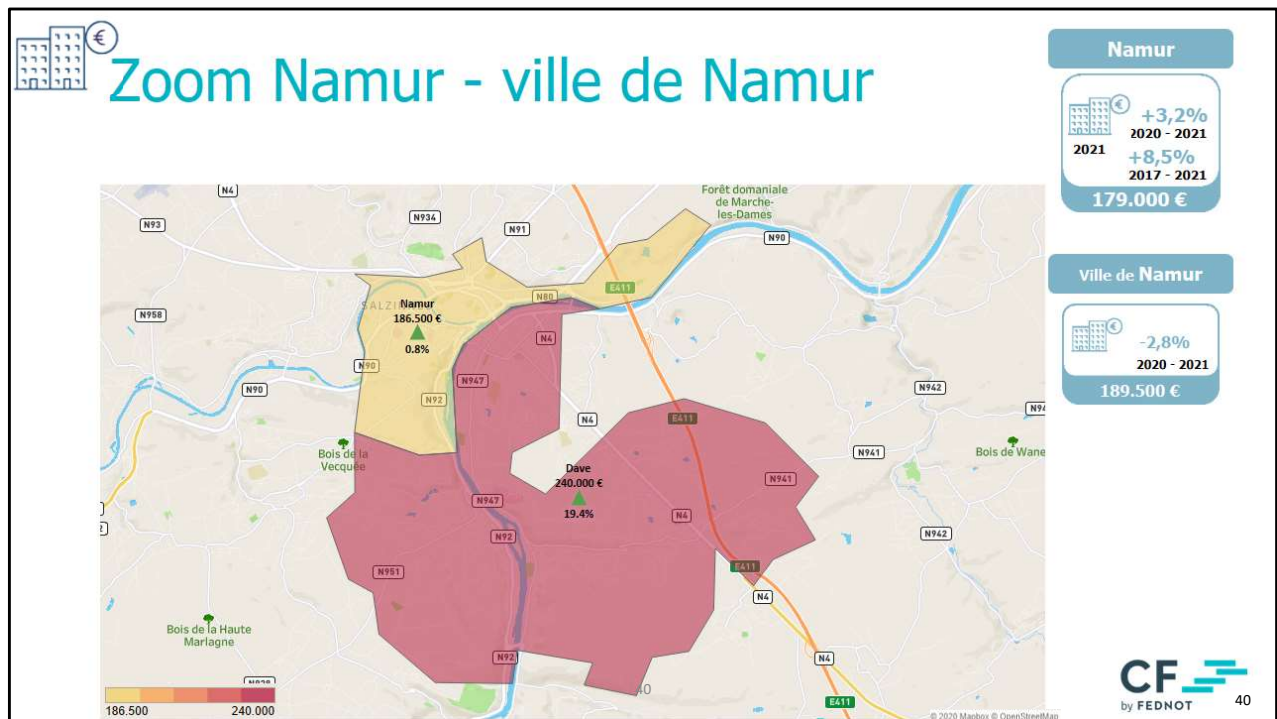 €
Zoom Namur - ville de Namur
Namur
€
+3,2%
2020 - 2021
2021
+8,5%
2017 - 2021
179.000 €
Ville de Namur
€
-2,8%
2020 - 2021
189.500 €
N4
N93
N934
N91
Forêt domaniale
de Marche-
les-Dames
N90
E411
N80
Namur
186.500 €
0.8%
N958
N4
N90
N90
N947
N92
N942
N4
E411
Bois de la
Vecquée
N941
Bois de Wane
Dave
240.000 €
19.4%
N941
N947
N4
N92
N942
N951
E411
N4
Bois de la Haute
Marlagne
N92
N4
40
E411
186.500
240.000
© 2020 Mapbox © OpenStreetMap
CF
by FEDNOT
40